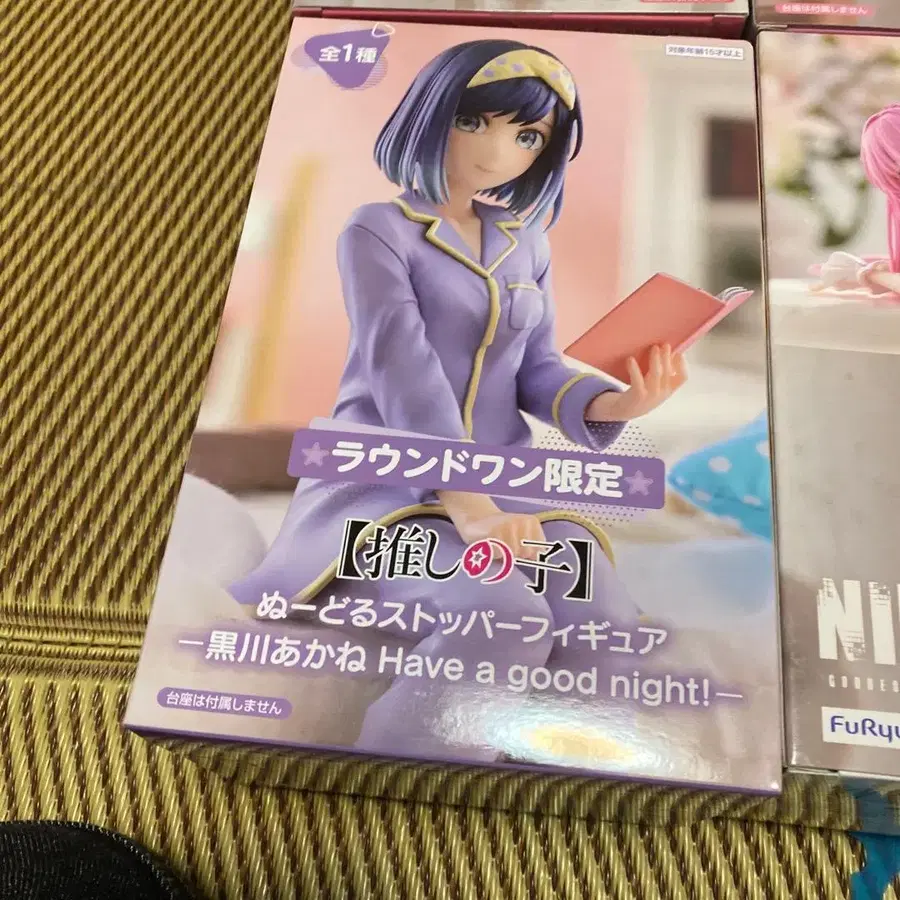 台座は付属しません
全1種
対象年齢15才以上
ラウンドワン限定
【推しの子】
ぬーどるストッパーフィギュア
―黒川あかね Have a good night!―
台座は付属しません
FuRyu